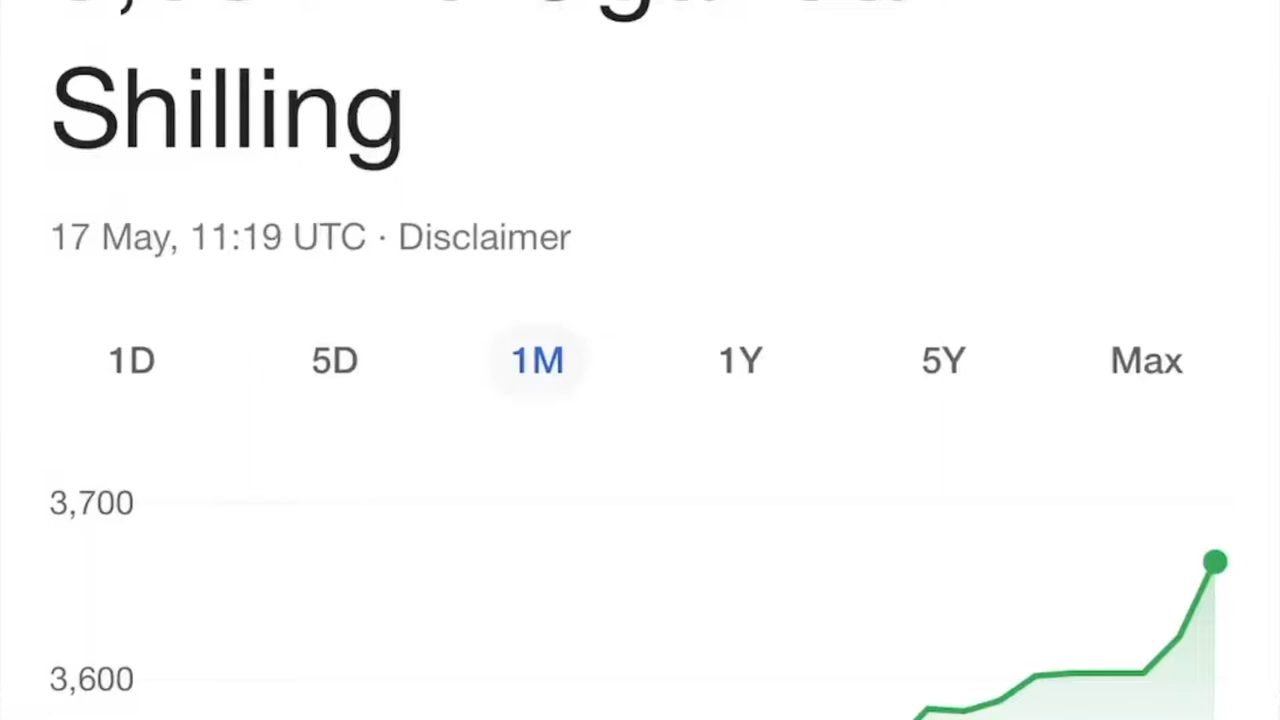 Shilling
17 May, 11:19 UTC · Disclaimer
1D 5D 1M 1Y 5Y Max
3,700
3,600